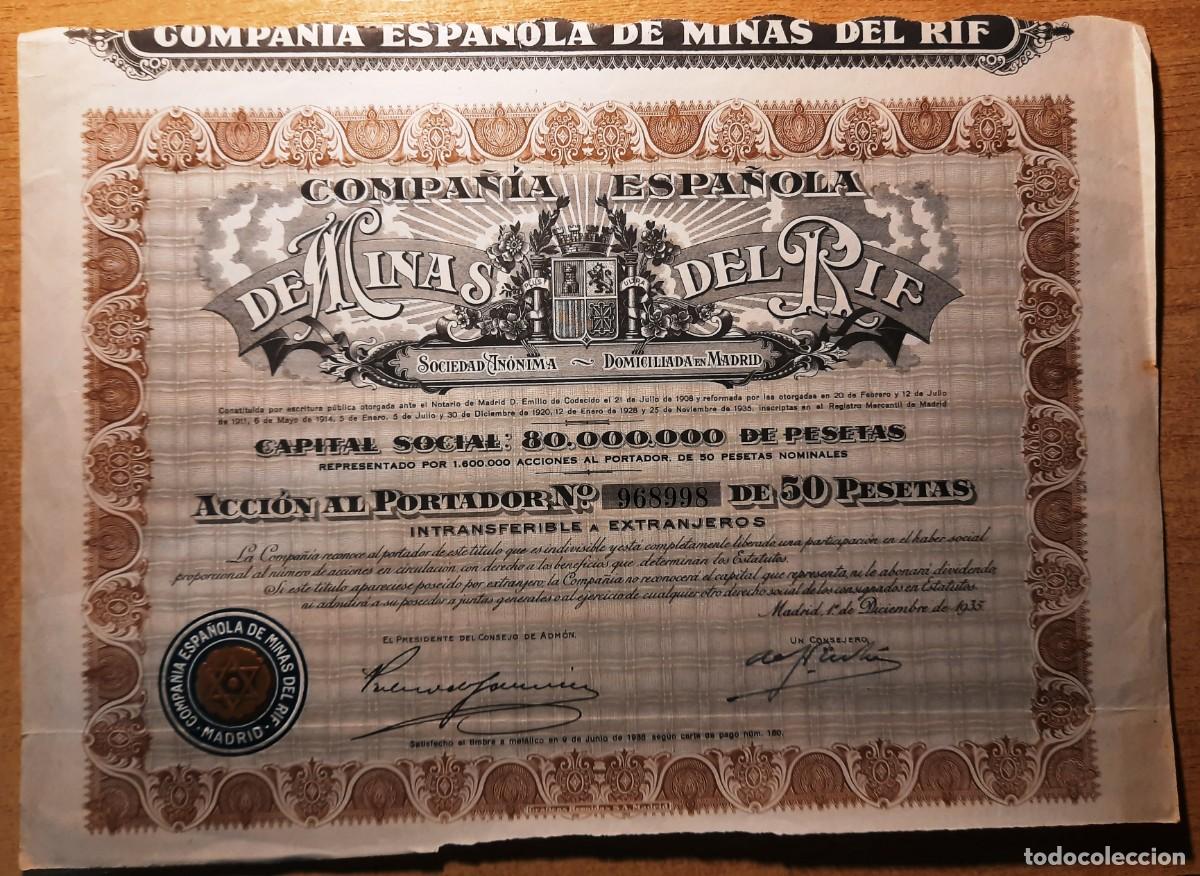 COMPAÑIA ESPAÑOLA DE MINAS DEL RIF
COMPAÑÍA ESPAÑOLA
DE MINAS DEL RIF
PLUS ULTRA
SOCIEDAD ANÓNIMA ~ DOMICILIADA EN MADRID
Constituida por escritura pública otorgada ante el Notario de Madrid D. Emilio de Codecido el 21 de Julio de 1908 y reformada por las otorgadas en 20 de Febrero y 12 de Julio
de 1911, 6 de Mayo de 1914, 5 de Enero, 5 de Julio y 30 de Diciembre de 1920, 12 de Enero de 1928 y 25 de Noviembre de 1935, inscriptas en el Registro Mercantil de Madrid
CAPITAL SOCIAL: 80.000.000 DE PESETAS
REPRESENTADO POR 1.600.000 ACCIONES AL PORTADOR, DE 50 PESETAS NOMINALES
ACCIÓN AL PORTADOR, Nº 968998 DE 50 PESETAS
INTRANSFERIBLE A EXTRANJEROS
La Compañía reconoce al portador de este título que es indivisible y esta completamente liberado una participación en el haber social
proporcional al número de acciones en circulación con derecho a los beneficios que determinan los Estatutos.
Si este título apareciese poseido por extranjero, la Compañía no reconocerá el capital que representa, ni le abonará dividendo,
ni admitirá a su poseedor a juntas generales o al ejercicio de cualquier otro derecho social de los consignados en Estatutos.
Madrid, 1º de Diciembre de 1935
EL PRESIDENTE DEL CONSEJO DE ADMÓN.
UN CONSEJERO,
COMPAÑIA ESPAÑOLA DE MINAS DEL RIF
· MADRID ·
Satisfecho el timbre a metálico en 9 de Junio de 1936 según carta de pago núm. 160.
S.A. Madrid
todocoleccion